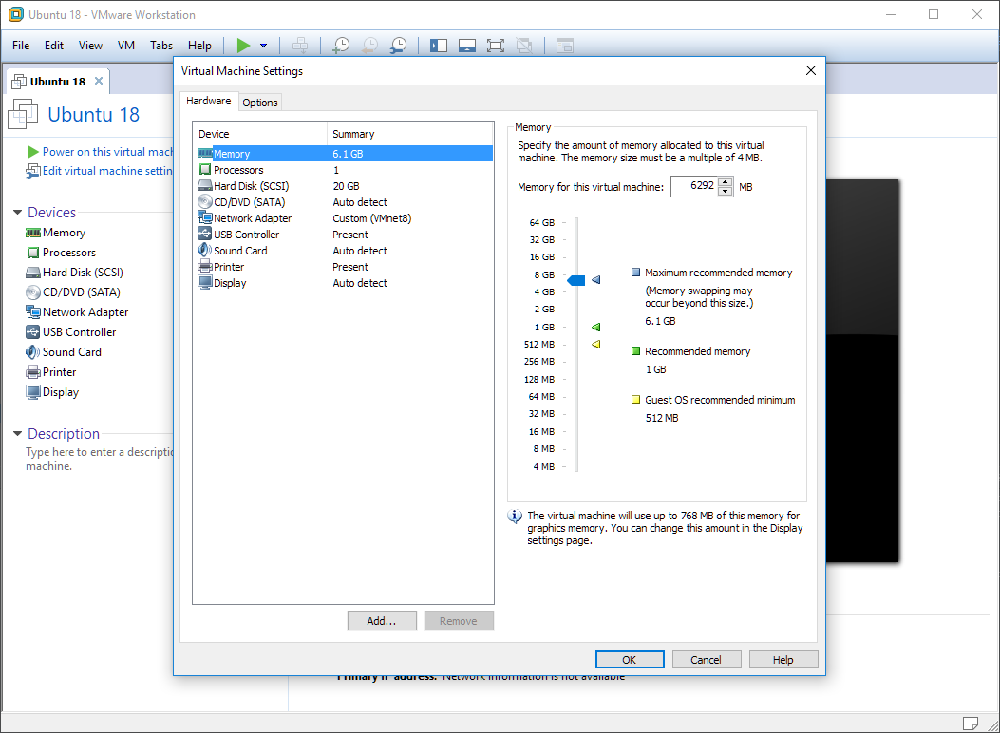 Ubuntu 18 - VMware Workstation
File Edit View VM Tabs Help
Ubuntu 18
Ubuntu 18
Power on this virtual
Edit virtual machine
Devices
Memory
Processors
Hard Disk (SCSI)
CD/DVD (SATA)
Network Adapter
USB Controller
Sound Card
Printer
Display
Description
Type here to enter a
machine.
Virtual Machine Settings
Hardware Options
Device Summary
Memory 6.1 GB
Processors 1
Hard Disk (SCSI) 20 GB
CD/DVD (SATA) Auto detect
Network Adapter Custom (VMnet8)
USB Controller Present
Sound Card Auto detect
Printer Present
Display Auto detect
Add... Remove
Memory
Specify the amount of memory allocated to this virtual
machine. The memory size must be a multiple of 4 MB.
Memory for this virtual machine: 6292 MB
64 GB
32 GB
16 GB
8 GB
4 GB
2 GB
1 GB
512 MB
256 MB
128 MB
64 MB
32 MB
16 MB
8 MB
4 MB
Maximum recommended memory
(Memory swapping may
occur beyond this size.)
6.1 GB
Recommended memory
1 GB
Guest OS recommended minimum
512 MB
The virtual machine will use up to 768 MB of this memory for
graphics memory. You can change this amount in the Display
settings page.
OK Cancel Help
Primary IP address: Network information is not available